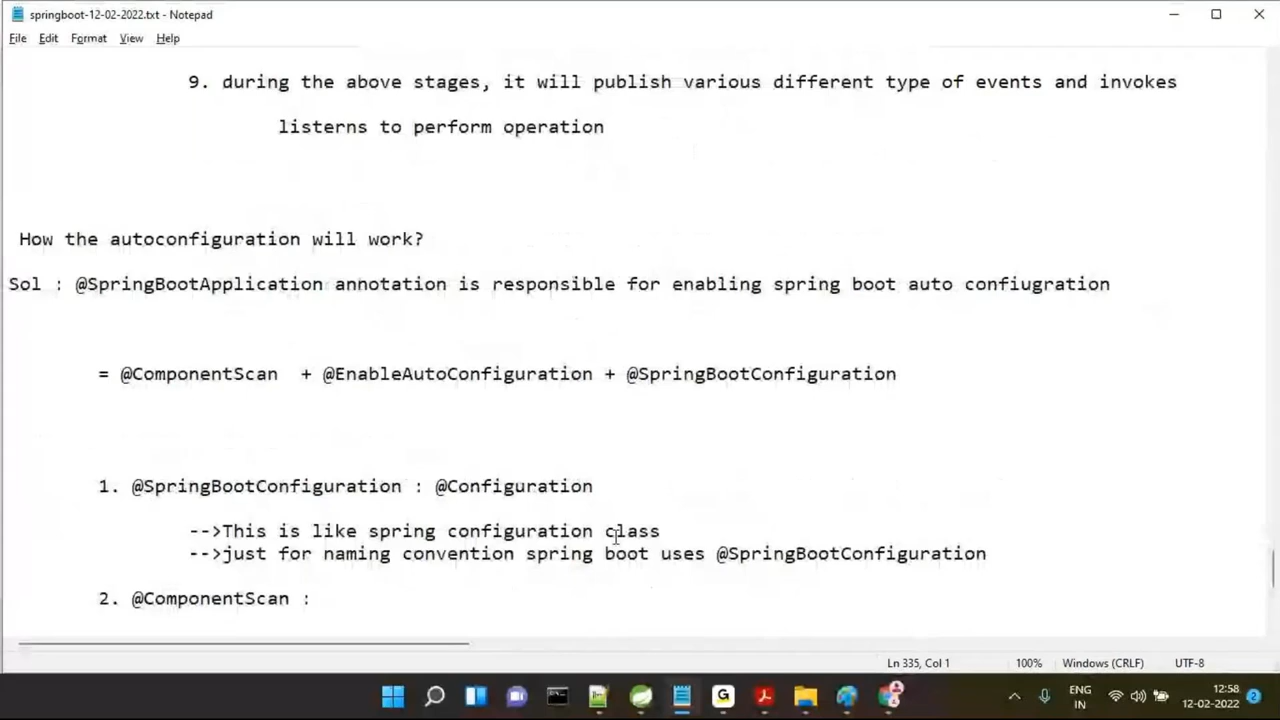 springboot-12-02-2022.txt - Notepad
File Edit Format View Help
9. during the above stages, it will publish various different type of events and invokes
listerns to perform operation
How the autoconfiguration will work?
Sol : @SpringBootApplication annotation is responsible for enabling spring boot auto confiugration
= @ComponentScan + @EnableAutoConfiguration + @SpringBootConfiguration
1. @SpringBootConfiguration : @Configuration
-->This is like spring configuration class
-->just for naming convention spring boot uses @SpringBootConfiguration
2. @ComponentScan :
Ln 335, Col 1 100% Windows (CRLF) UTF-8
ENG 12:58
IN 12-02-2022 2